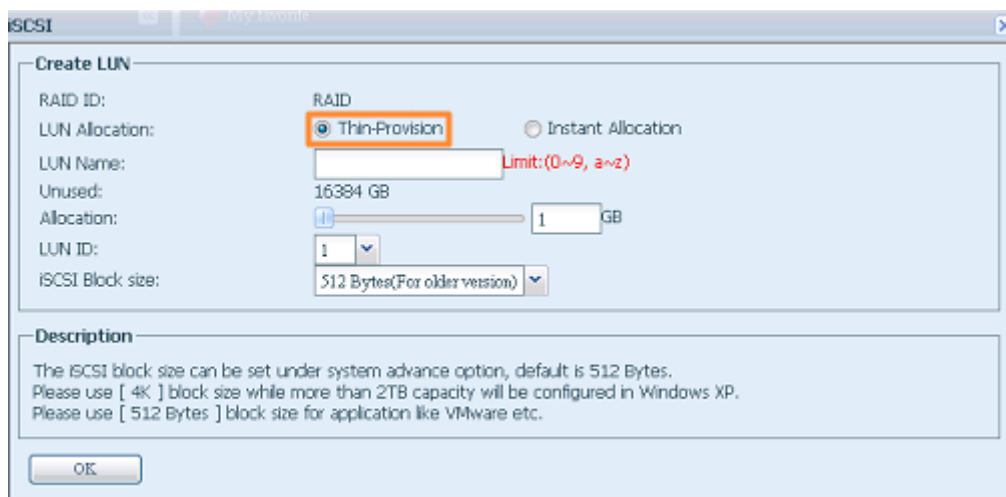 My favorite
iSCSI
Create LUN
RAID ID: RAID
LUN Allocation: Thin-Provision Instant Allocation
LUN Name: Limit:(0~9, a~z)
Unused: 16384 GB
Allocation: 1 GB
LUN ID: 1
iSCSI Block size: 512 Bytes(For older version)
Description
The iSCSI block size can be set under system advance option, default is 512 Bytes.
Please use [ 4K ] block size while more than 2TB capacity will be configured in Windows XP.
Please use [ 512 Bytes ] block size for application like VMware etc.
OK